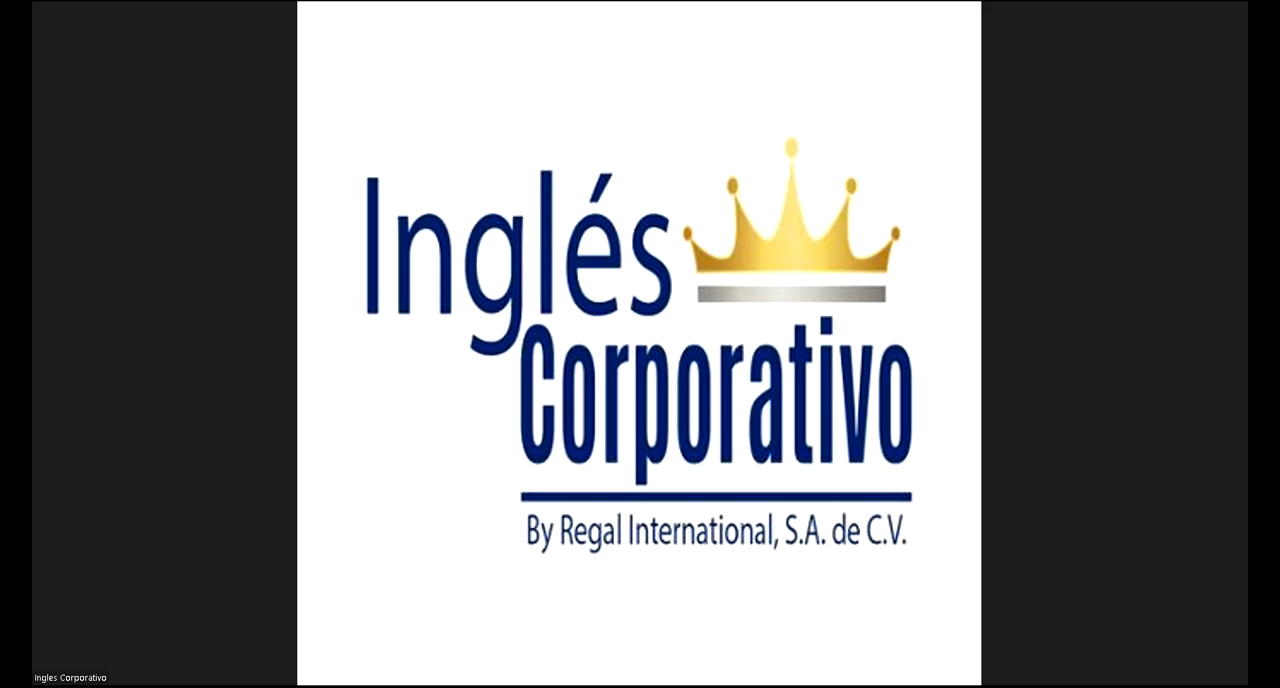 Inglés
Corporativo
By Regal International, S.A. de C.V.
Ingles Corporativo